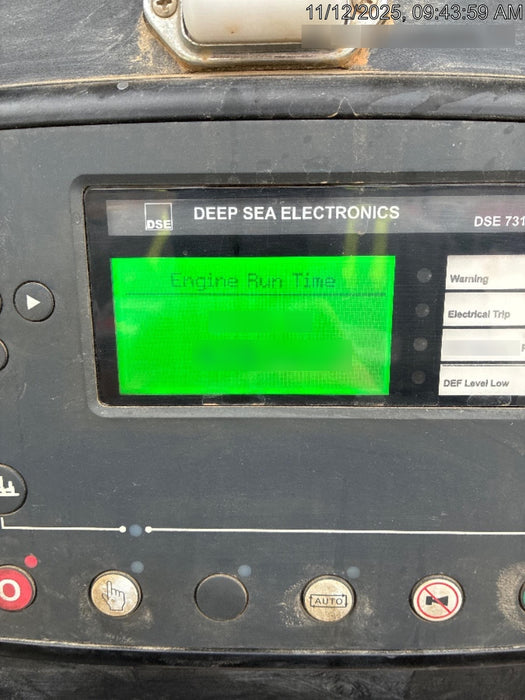 11/12/2025, 09:43:59 AM
DSE
DEEP SEA ELECTRONICS
DSE 731
Engine Run Time
Warning
Electrical Trip
DEF Level Low
O
AUTO